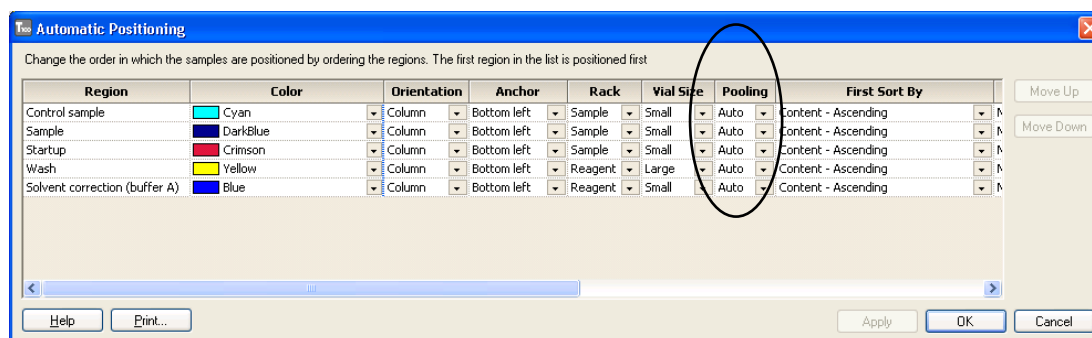 T100 Automatic Positioning
Change the order in which the samples are positioned by ordering the regions. The first region in the list is positioned first
Region Color Orientation Anchor Rack Vial Size Pooling First Sort By
Control sample Cyan Column Bottom left Sample Small Auto Content - Ascending
Sample DarkBlue Column Bottom left Sample Small Auto Content - Ascending
Startup Crimson Column Bottom left Sample Small Auto Content - Ascending
Wash Yellow Column Bottom left Reagent Large Auto Content - Ascending
Solvent correction (buffer A) Blue Column Bottom left Reagent Small Auto Content - Ascending
Move Up
Move Down
Help Print... Apply OK Cancel